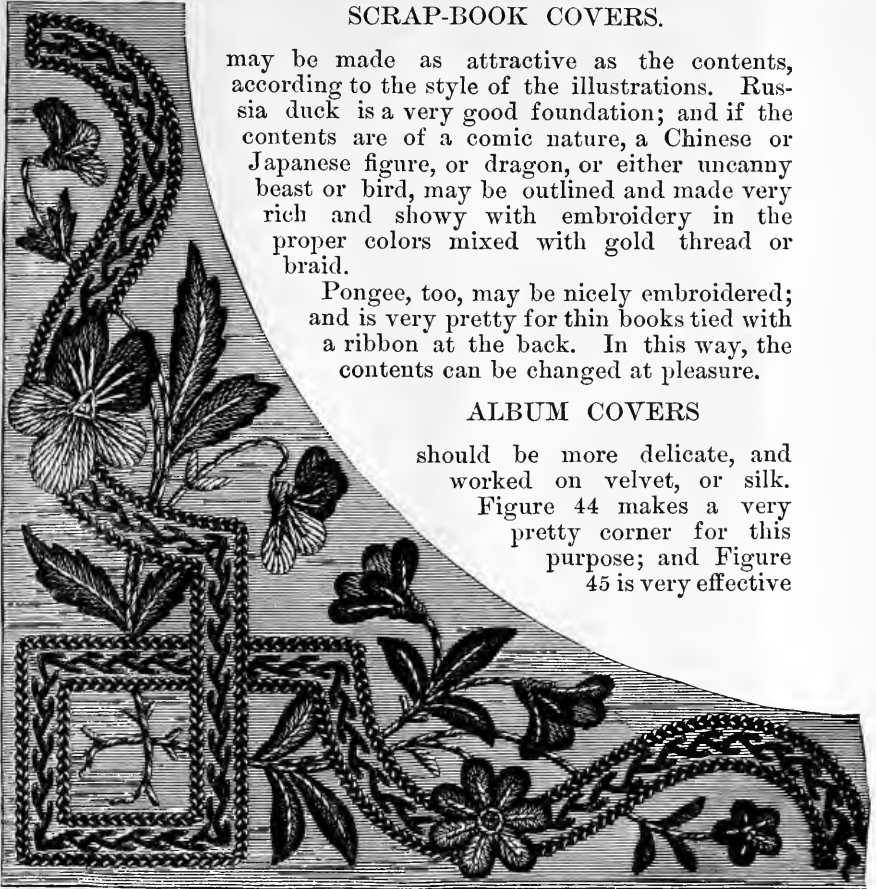 SCRAP-BOOK COVERS.
may be made as attractive as the contents,
according to the style of the illustrations. Rus-
sia duck is a very good foundation; and if the
contents are of a comic nature, a Chinese or
Japanese figure, or dragon, or either uncanny
beast or bird, may be outlined and made very
rich and showy with embroidery in the
proper colors mixed with gold thread or
braid.
Pongee, too, may be nicely embroidered;
and is very pretty for thin books tied with
a ribbon at the back. In this way, the
contents can be changed at pleasure.
ALBUM COVERS
should be more delicate, and
worked on velvet, or silk.
Figure 44 makes a very
pretty corner for this
purpose; and Figure
45 is very effective